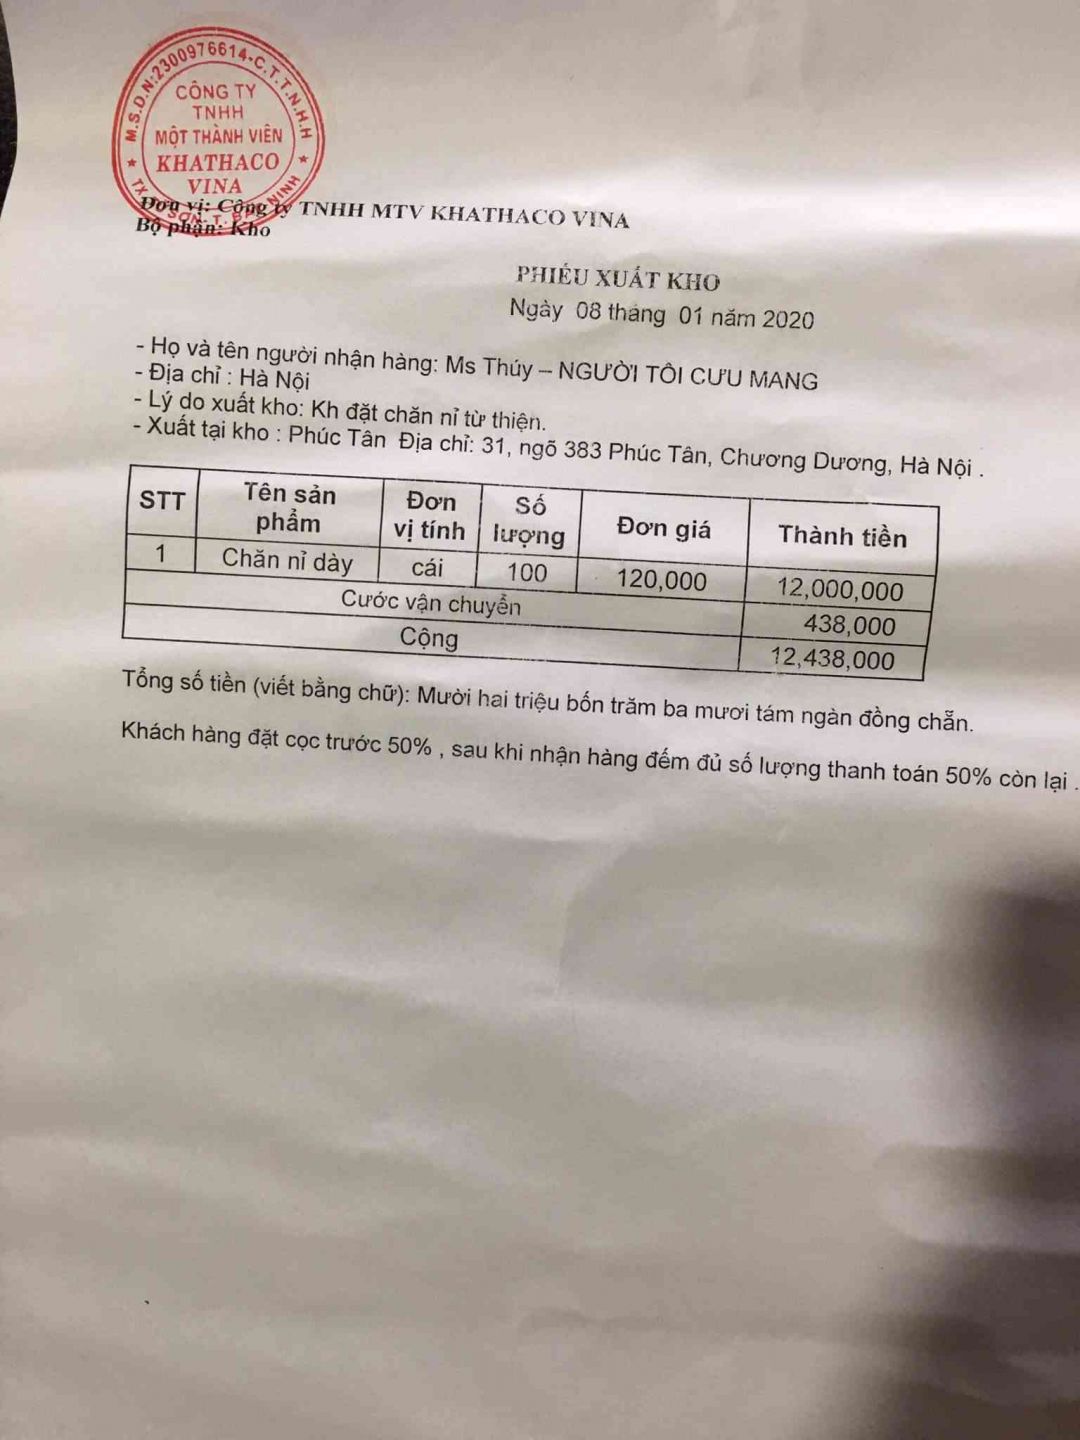 M.S.D.N:2300976614-C.T.T.N.H.H
CÔNG TY
TNHH
MỘT THÀNH VIÊN
KHATHACO
VINA
Đơn vị: Công ty TNHH MTV KHATHACO VINA
Bộ phận: Kho
PHIẾU XUẤT KHO
Ngày 08 tháng 01 năm 2020
- Họ và tên người nhận hàng: Ms Thúy – NGƯỜI TÔI CƯU MANG
- Địa chỉ : Hà Nội
- Lý do xuất kho: Kh đặt chăn nỉ từ thiện.
- Xuất tại kho : Phúc Tân Địa chỉ: 31, ngõ 383 Phúc Tân, Chương Dương, Hà Nội .
STT Tên sản phẩm Đơn vị tính Số lượng Đơn giá Thành tiền
1 Chăn nỉ dày cái 100 120,000 12,000,000
Cước vận chuyển 438,000
Cộng 12,438,000
Tổng số tiền (viết bằng chữ): Mười hai triệu bốn trăm ba mươi tám ngàn đồng chẵn.
Khách hàng đặt cọc trước 50% , sau khi nhận hàng đếm đủ số lượng thanh toán 50% còn lại .